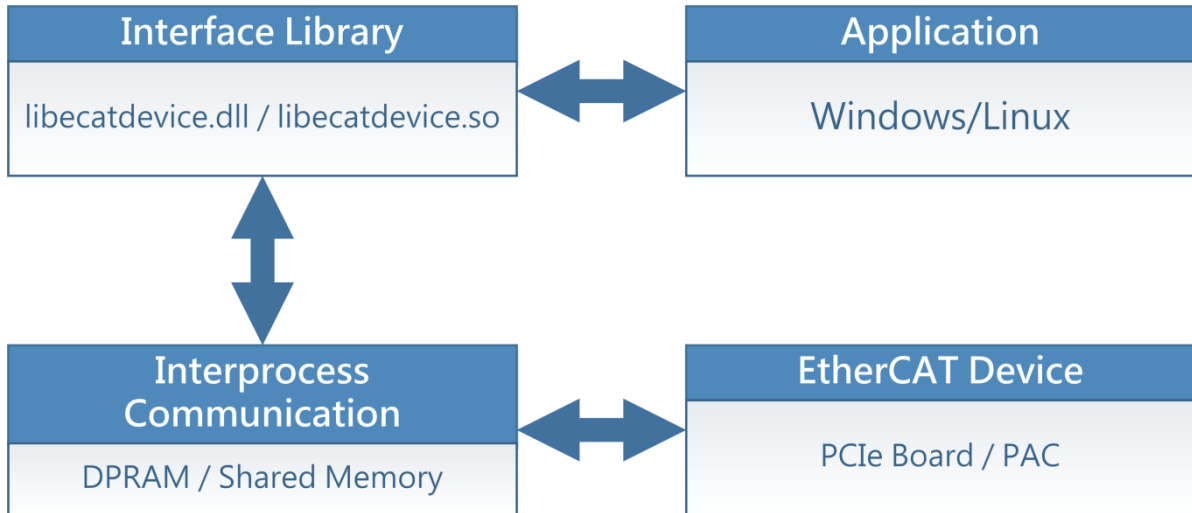 Interface Library
libecatdevice.dll / libecatdevice.so
Application
Windows/Linux
Interprocess
Communication
DPRAM / Shared Memory
EtherCAT Device
PCIe Board / PAC